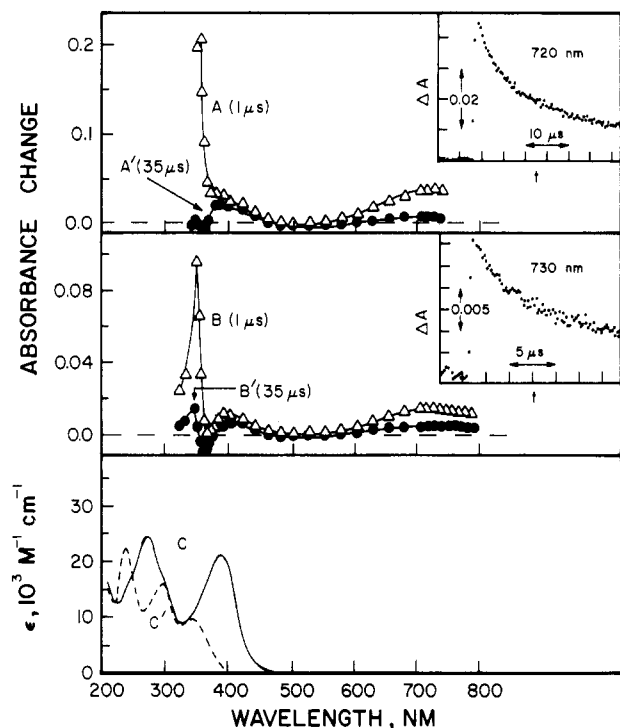 ABSORBANCE CHANGE
0.2
0.1
0.0
A (1 μs)
A′ (35 μs)
720 nm
Δ A
0.02
10 μs
0.08
0.04
0.0
B (1 μs)
B′ (35 μs)
730 nm
Δ A
0.005
5 μs
ε, 10³ M⁻¹ cm⁻¹
30
20
10
0
C
C′
200 300 400 500 600 700 800
WAVELENGTH, NM